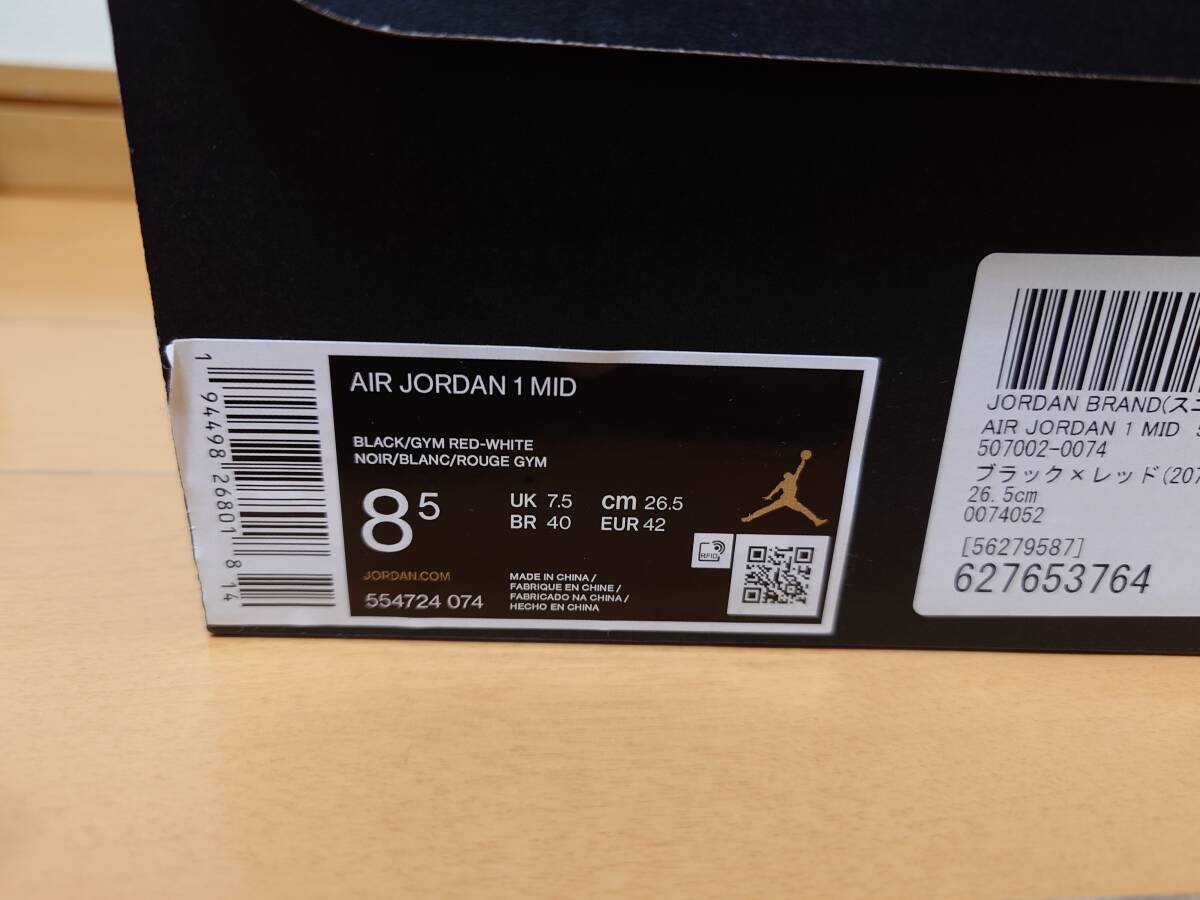 1 94498 26801 8 14
AIR JORDAN 1 MID
BLACK/GYM RED-WHITE
NOIR/BLANC/ROUGE GYM
8 5
UK 7.5 cm 26.5
BR 40 EUR 42
RFID
JORDAN.COM
554724 074
MADE IN CHINA /
FABRIQUE EN CHINE /
FABRICADO NA CHINA /
HECHO EN CHINA
JORDAN BRAND(スニ
AIR JORDAN 1 MID 5
507002-0074
ブラック×レッド(207
26.5cm
0074052
[56279587]
627653764